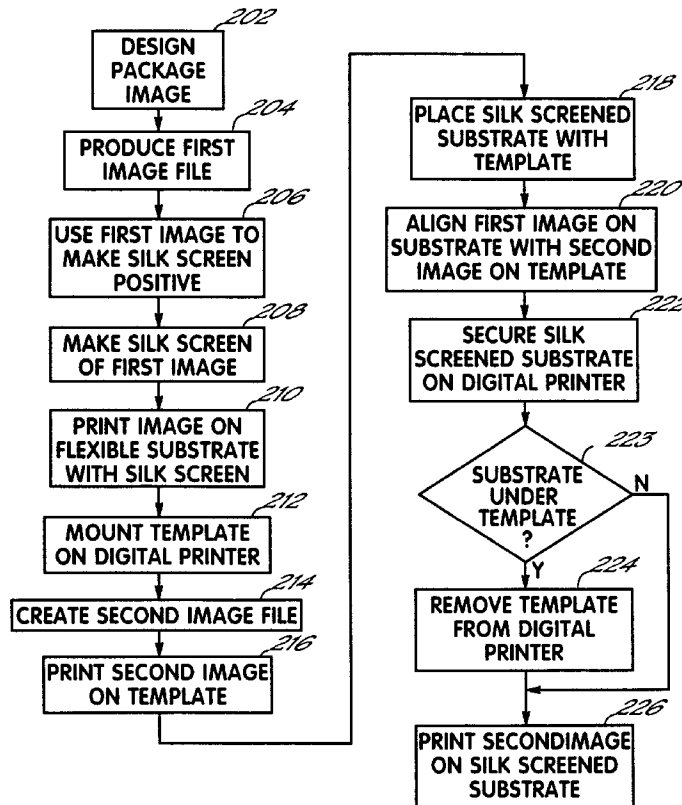 202
DESIGN
PACKAGE
IMAGE
204
PRODUCE FIRST
IMAGE FILE
206
USE FIRST IMAGE TO
MAKE SILK SCREEN
POSITIVE
208
MAKE SILK SCREEN
OF FIRST IMAGE
210
PRINT IMAGE ON
FLEXIBLE SUBSTRATE
WITH SILK SCREEN
212
MOUNT TEMPLATE
ON DIGITAL PRINTER
214
CREATE SECOND IMAGE FILE
216
PRINT SECOND IMAGE
ON TEMPLATE
218
PLACE SILK SCREENED
SUBSTRATE WITH
TEMPLATE
220
ALIGN FIRST IMAGE ON
SUBSTRATE WITH SECOND
IMAGE ON TEMPLATE
222
SECURE SILK
SCREENED SUBSTRATE
ON DIGITAL PRINTER
223
SUBSTRATE
UNDER
TEMPLATE
?
N
Y
224
REMOVE TEMPLATE
FROM DIGITAL
PRINTER
226
PRINT SECONDIMAGE
ON SILK SCREENED
SUBSTRATE